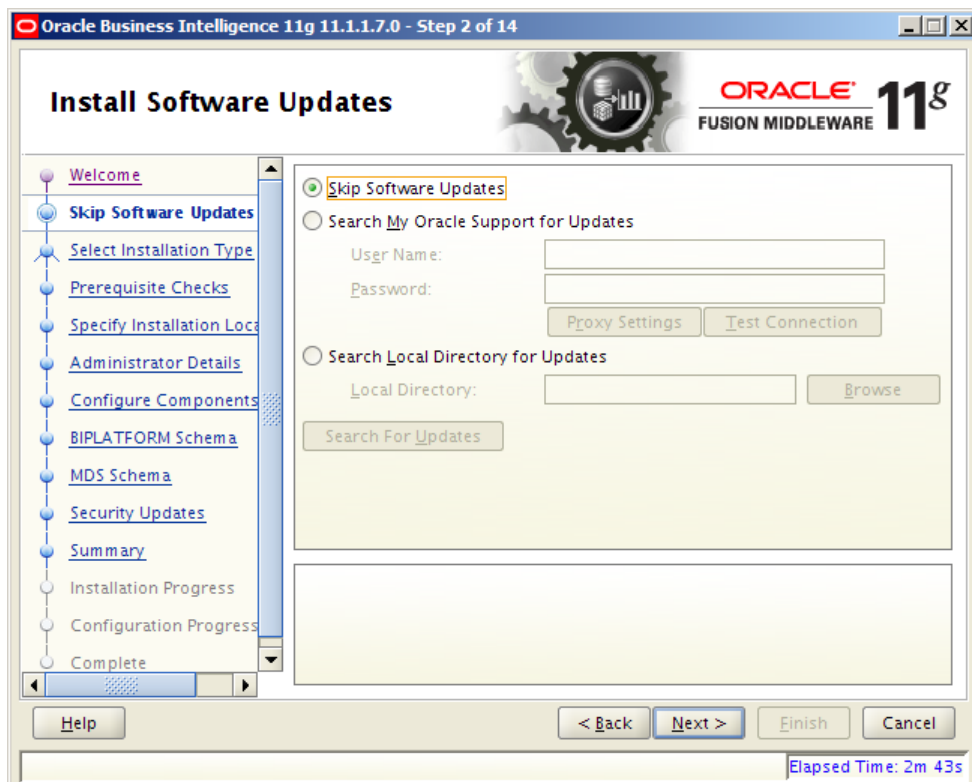 Oracle Business Intelligence 11g 11.1.1.7.0 - Step 2 of 14
Install Software Updates
ORACLE
FUSION MIDDLEWARE
11g
Welcome
Skip Software Updates
Select Installation Type
Prerequisite Checks
Specify Installation Loca
Administrator Details
Configure Components
BIPLATFORM Schema
MDS Schema
Security Updates
Summary
Installation Progress
Configuration Progress
Complete
Skip Software Updates
Search My Oracle Support for Updates
User Name:
Password:
Proxy Settings
Test Connection
Search Local Directory for Updates
Local Directory:
Browse
Search For Updates
Help
< Back
Next >
Finish
Cancel
Elapsed Time: 2m 43s